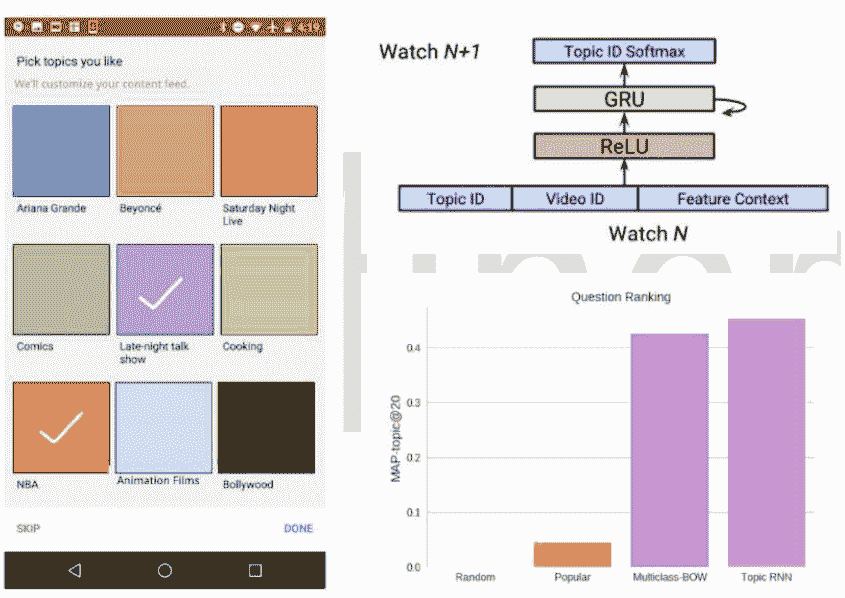 4:19
Pick topics you like
We'll customize your content feed.
Ariana Grande
Beyoncé
Saturday Night
Live
Comics
Late-night talk
show
Cooking
NBA
Animation Films
Bollywood
SKIP
DONE
Watch N+1
Topic ID Softmax
GRU
ReLU
Topic ID
Video ID
Feature Context
Watch N
Question Ranking
MAP-topic@20
0.4
0.3
0.2
0.1
0.0
Random
Popular
Multiclass-BOW
Topic RNN